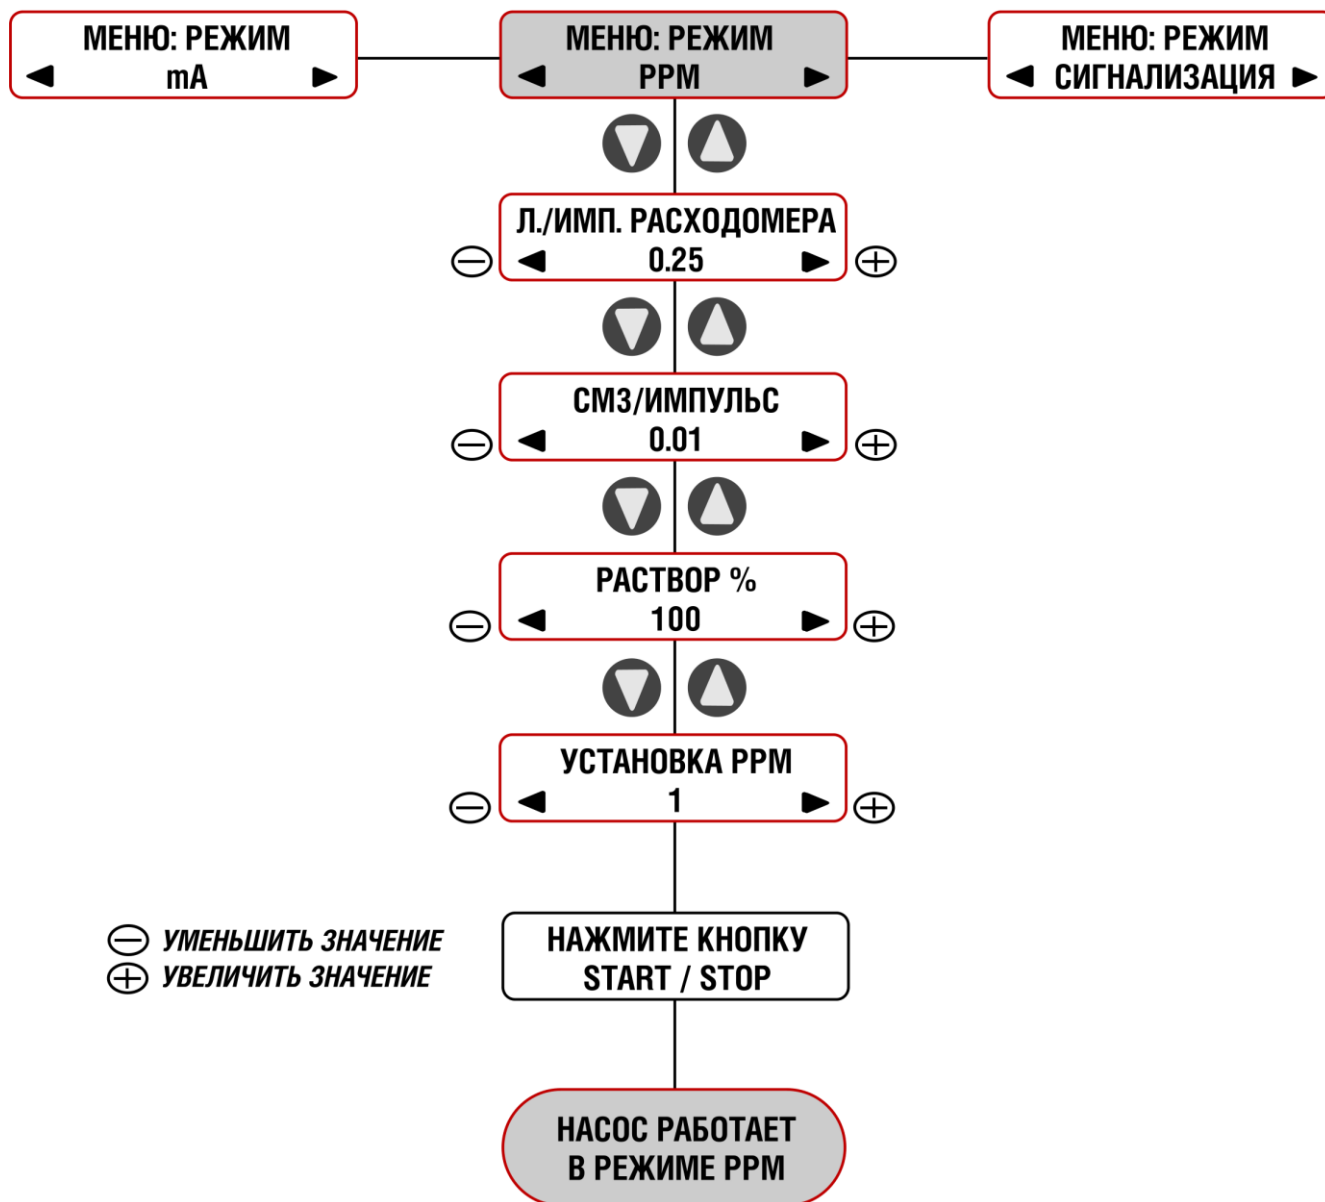 МЕНЮ: РЕЖИМ
mA
МЕНЮ: РЕЖИМ
PPM
МЕНЮ: РЕЖИМ
СИГНАЛИЗАЦИЯ
Л./ИМП. РАСХОДОМЕРА
0.25
СМ3/ИМПУЛЬС
0.01
РАСТВОР %
100
УСТАНОВКА PPM
1
УМЕНЬШИТЬ ЗНАЧЕНИЕ
УВЕЛИЧИТЬ ЗНАЧЕНИЕ
НАЖМИТЕ КНОПКУ
START / STOP
НАСОС РАБОТАЕТ
В РЕЖИМЕ PPM